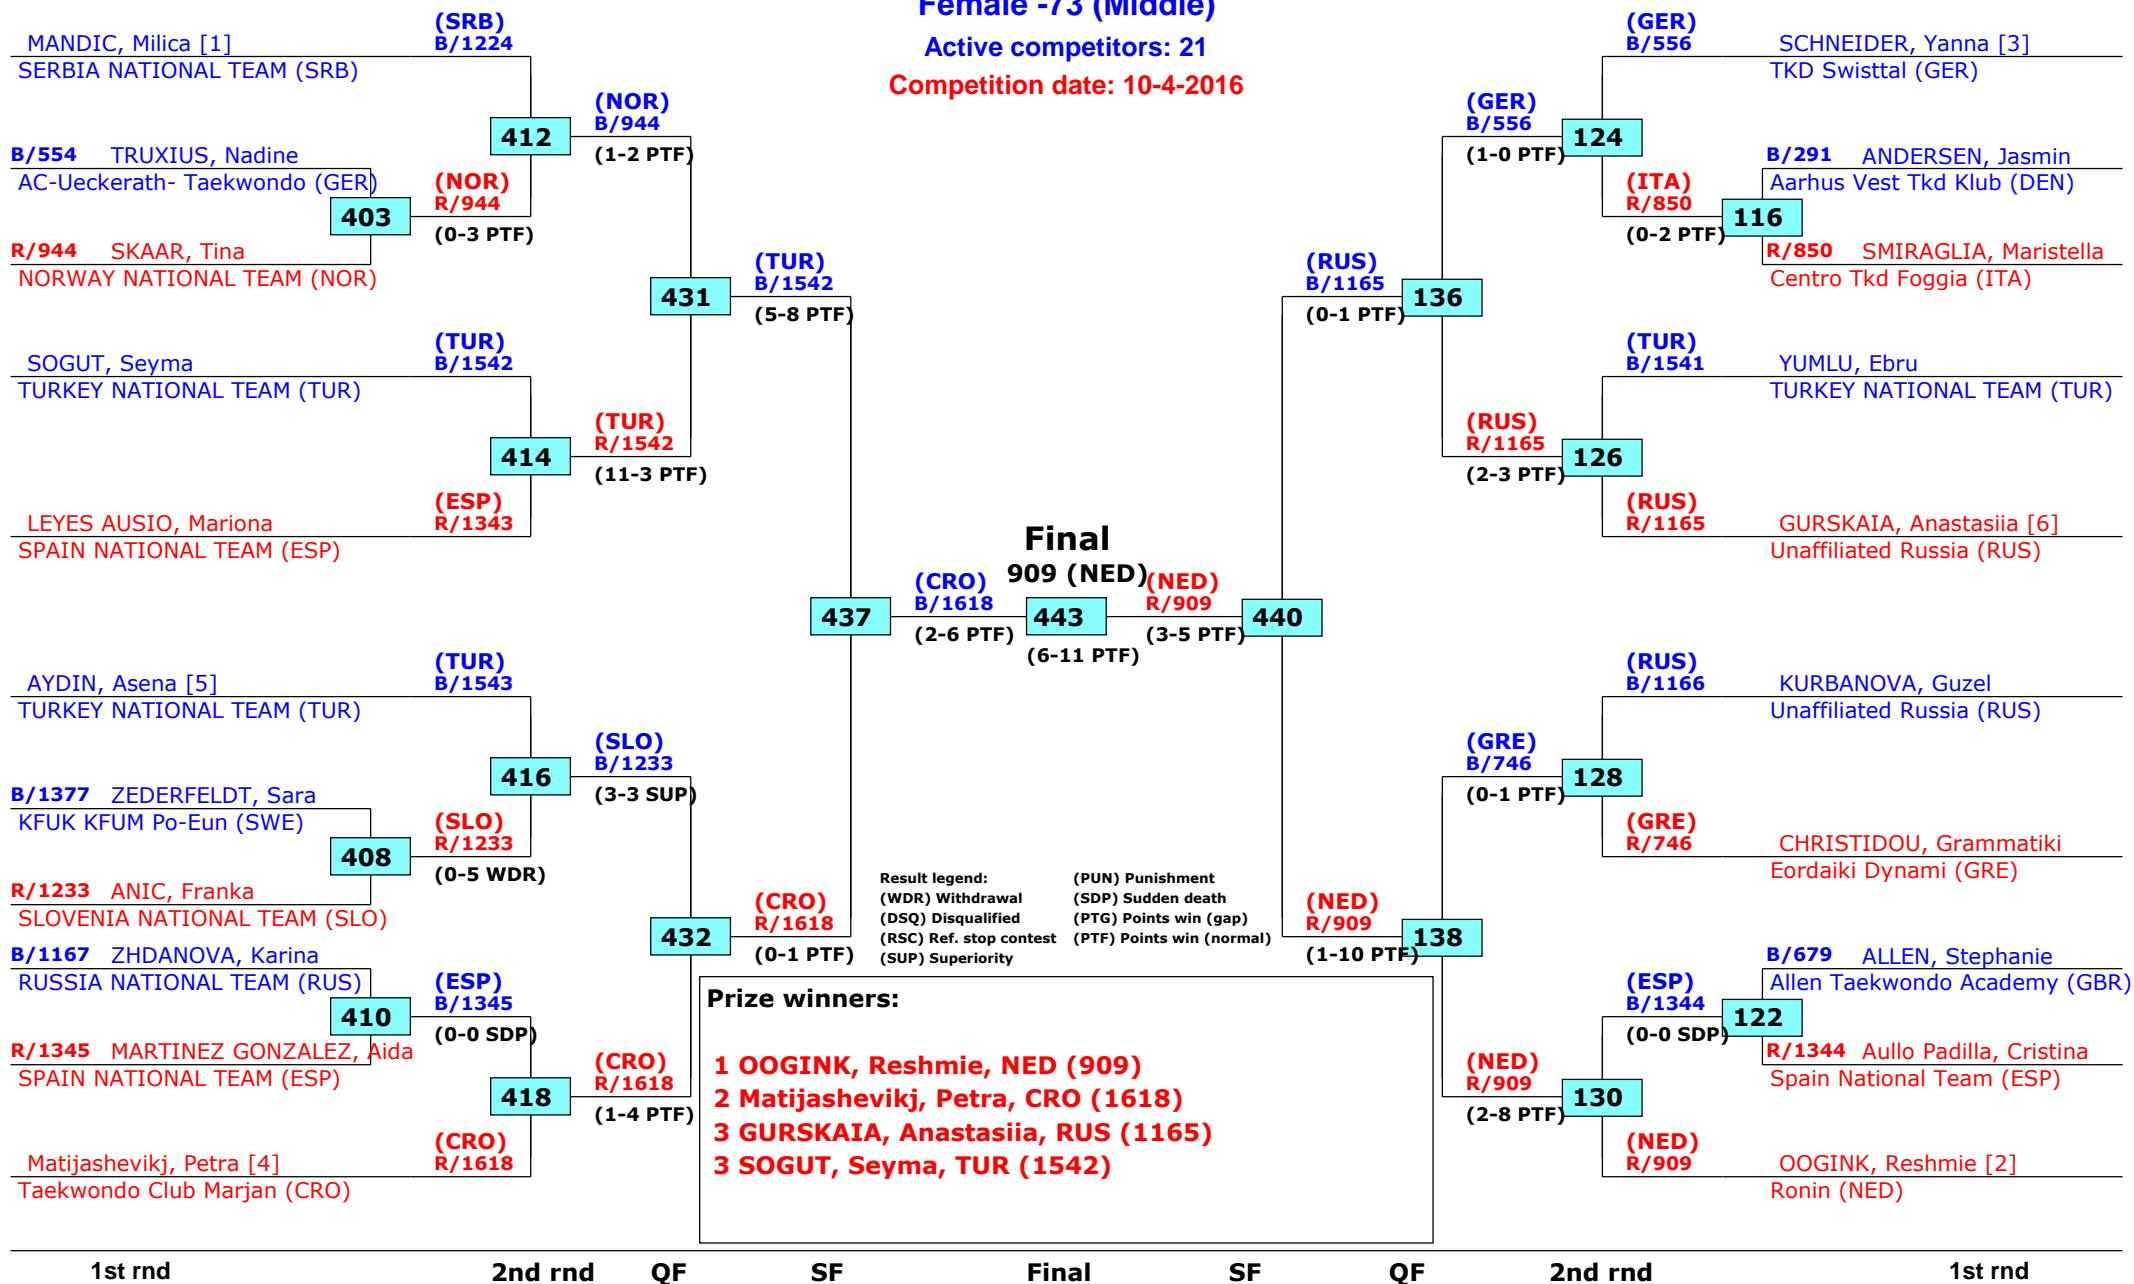 Female -73 (Middle)
Active competitors: 21
Competition date: 10-4-2016
MANDIC, Milica [1]
SERBIA NATIONAL TEAM (SRB)
(SRB)
B/1224
B/554 TRUXIUS, Nadine
AC-Ueckerath- Taekwondo (GER)
403
R/944 SKAAR, Tina
NORWAY NATIONAL TEAM (NOR)
(NOR)
R/944
(0-3 PTF)
412
(NOR)
B/944
(1-2 PTF)
SOGUT, Seyma
TURKEY NATIONAL TEAM (TUR)
(TUR)
B/1542
414
LEYES AUSIO, Mariona
SPAIN NATIONAL TEAM (ESP)
(ESP)
R/1343
(TUR)
R/1542
(11-3 PTF)
431
(TUR)
B/1542
(5-8 PTF)
AYDIN, Asena [5]
TURKEY NATIONAL TEAM (TUR)
(TUR)
B/1543
B/1377 ZEDERFELDT, Sara
KFUK KFUM Po-Eun (SWE)
408
R/1233 ANIC, Franka
SLOVENIA NATIONAL TEAM (SLO)
(SLO)
R/1233
(0-5 WDR)
416
(SLO)
B/1233
(3-3 SUP)
B/1167 ZHDANOVA, Karina
RUSSIA NATIONAL TEAM (RUS)
410
R/1345 MARTINEZ GONZALEZ, Aida
SPAIN NATIONAL TEAM (ESP)
(ESP)
B/1345
(0-0 SDP)
418
Matijashevikj, Petra [4]
Taekwondo Club Marjan (CRO)
(CRO)
R/1618
(CRO)
R/1618
(1-4 PTF)
432
(CRO)
R/1618
(0-1 PTF)
437
(CRO)
B/1618
(2-6 PTF)
Final
909 (NED)
443
(6-11 PTF)
(NED)
R/909
(3-5 PTF)
440
(RUS)
B/1165
(0-1 PTF)
136
(GER)
B/556
(1-0 PTF)
124
(GER)
B/556
SCHNEIDER, Yanna [3]
TKD Swisttal (GER)
(ITA)
R/850
(0-2 PTF)
116
B/291 ANDERSEN, Jasmin
Aarhus Vest Tkd Klub (DEN)
R/850 SMIRAGLIA, Maristella
Centro Tkd Foggia (ITA)
(RUS)
R/1165
(2-3 PTF)
126
(TUR)
B/1541
YUMLU, Ebru
TURKEY NATIONAL TEAM (TUR)
(RUS)
R/1165
GURSKAIA, Anastasiia [6]
Unaffiliated Russia (RUS)
(NED)
R/909
(1-10 PTF)
138
(GRE)
B/746
(0-1 PTF)
128
(RUS)
B/1166
KURBANOVA, Guzel
Unaffiliated Russia (RUS)
(GRE)
R/746
CHRISTIDOU, Grammatiki
Eordaiki Dynami (GRE)
(NED)
R/909
(2-8 PTF)
130
(ESP)
B/1344
(0-0 SDP)
122
B/679 ALLEN, Stephanie
Allen Taekwondo Academy (GBR)
R/1344 Aullo Padilla, Cristina
Spain National Team (ESP)
(NED)
R/909
OOGINK, Reshmie [2]
Ronin (NED)
Result legend:
(WDR) Withdrawal
(DSQ) Disqualified
(RSC) Ref. stop contest
(SUP) Superiority
(PUN) Punishment
(SDP) Sudden death
(PTG) Points win (gap)
(PTF) Points win (normal)
Prize winners:
1 OOGINK, Reshmie, NED (909)
2 Matijashevikj, Petra, CRO (1618)
3 GURSKAIA, Anastasiia, RUS (1165)
3 SOGUT, Seyma, TUR (1542)
1st rnd 2nd rnd QF SF Final SF QF 2nd rnd 1st rnd